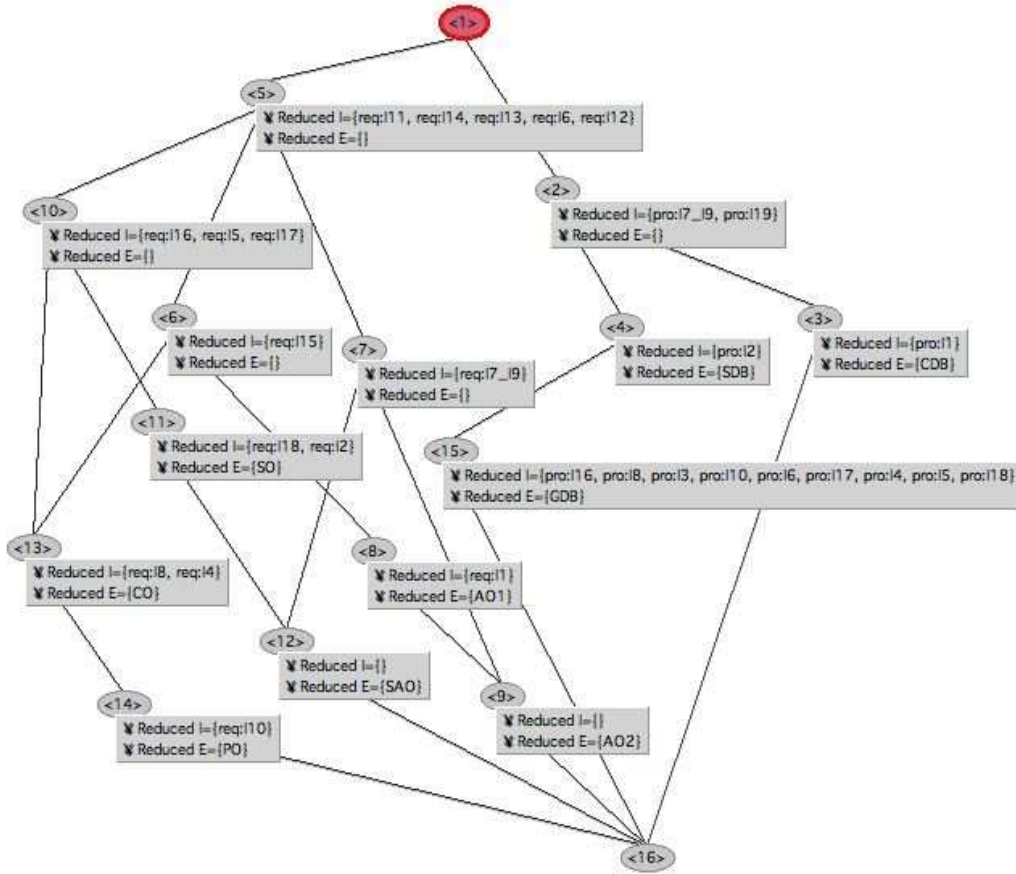 <1>
<5>
¥ Reduced I={req:I11, req:I14, req:I13, req:I6, req:I12}
¥ Reduced E={}
<2>
¥ Reduced I={pro:I7_I9, pro:I19}
¥ Reduced E={}
<10>
¥ Reduced I={req:I16, req:I5, req:I17}
¥ Reduced E={}
<6>
¥ Reduced I={req:I15}
¥ Reduced E={}
<7>
¥ Reduced I={req:I7_I9}
¥ Reduced E={}
<4>
¥ Reduced I={pro:I2}
¥ Reduced E={SDB}
<3>
¥ Reduced I={pro:I1}
¥ Reduced E={CDB}
<11>
¥ Reduced I={req:I18, req:I2}
¥ Reduced E={SO}
<15>
¥ Reduced I={pro:I16, pro:I8, pro:I3, pro:I10, pro:I6, pro:I17, pro:I4, pro:I5, pro:I18}
¥ Reduced E={GDB}
<13>
¥ Reduced I={req:I8, req:I4}
¥ Reduced E={CO}
<8>
¥ Reduced I={req:I1}
¥ Reduced E={AO1}
<12>
¥ Reduced I={}
¥ Reduced E={SAO}
<14>
¥ Reduced I={req:I10}
¥ Reduced E={PO}
<9>
¥ Reduced I={}
¥ Reduced E={AO2}
<16>